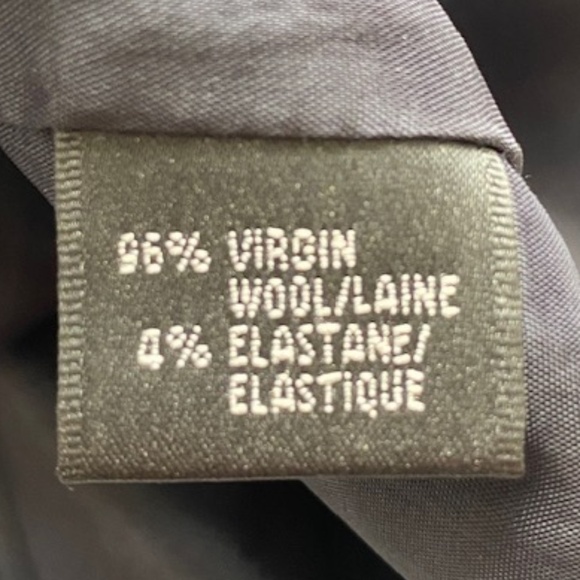 96% VIRGIN
WOOL/LAINE
4% ELASTANE/
ELASTIQUE